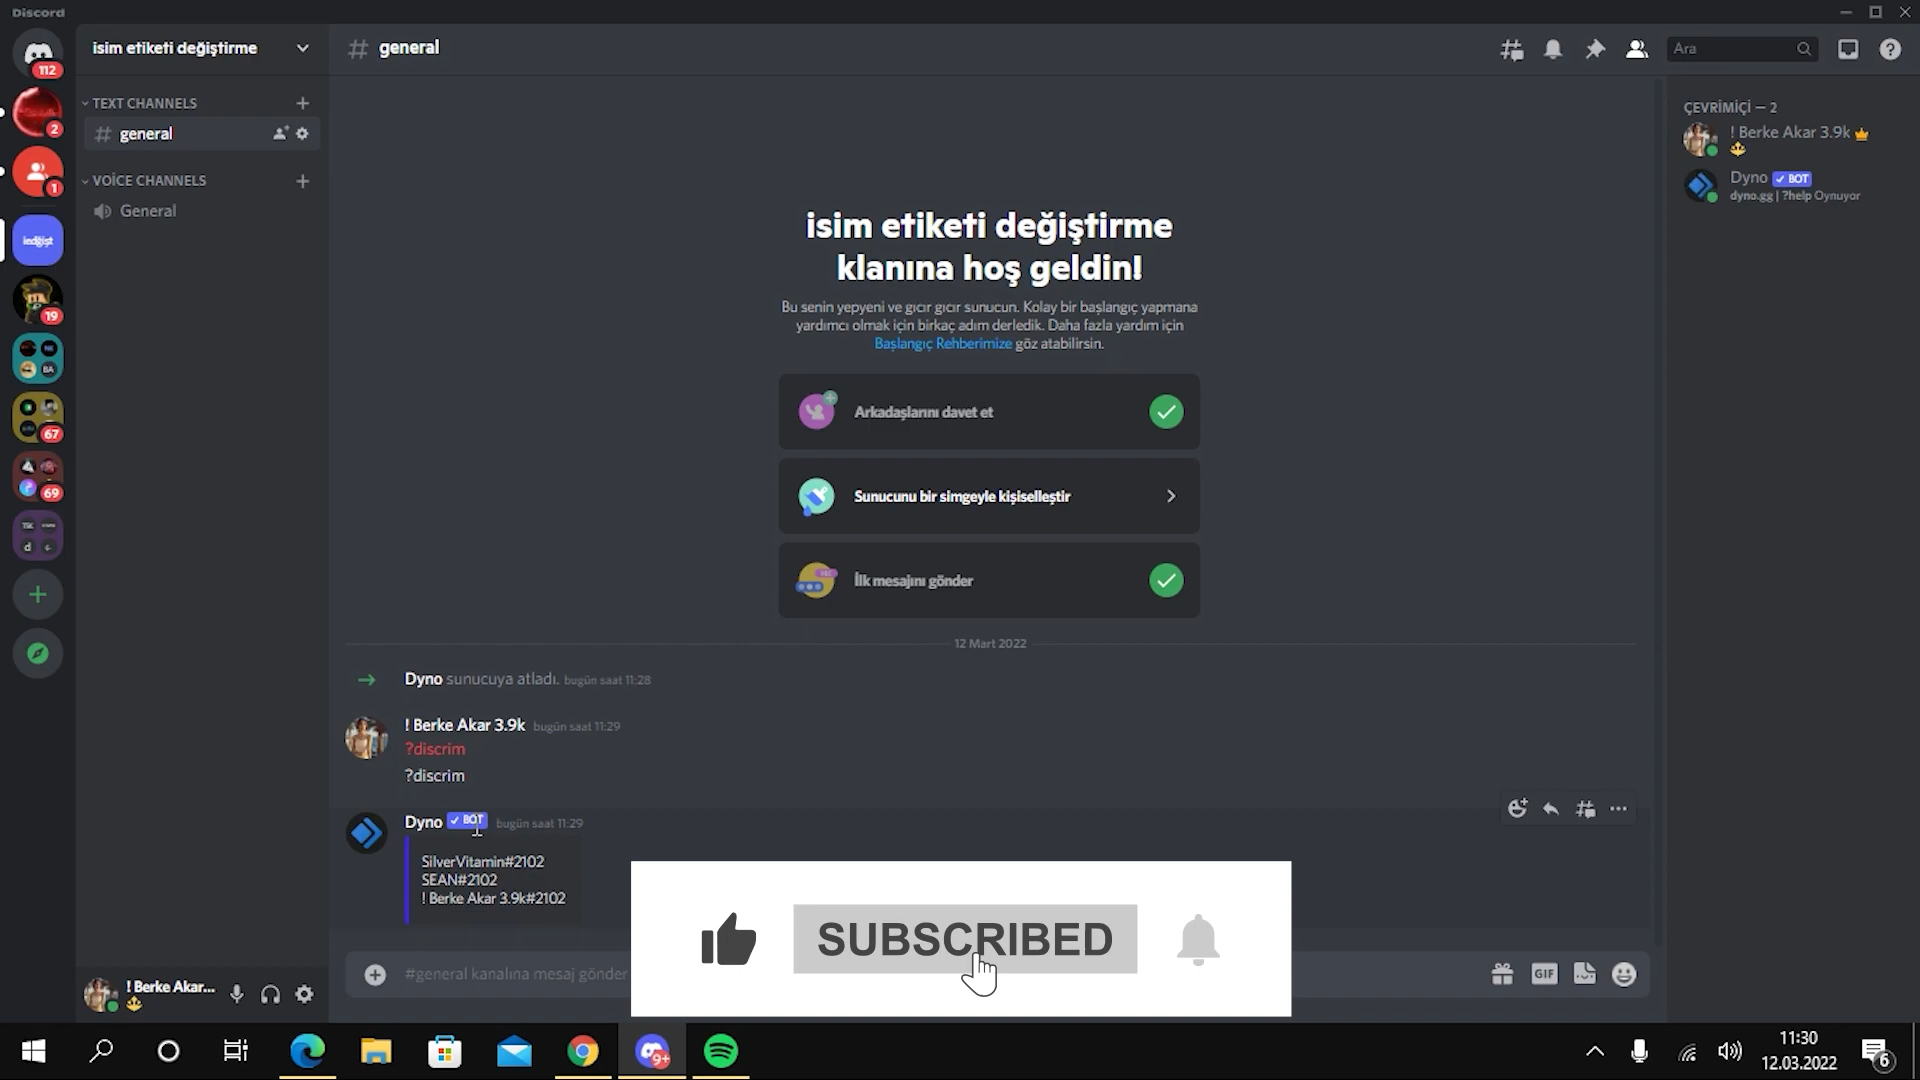 Discord
112
2
1
iedğişt
19
BA
67
69
isim etiketi değiştirme
TEXT CHANNELS
general
VOİCE CHANNELS
General
general
Ara
isim etiketi değiştirme
klanına hoş geldin!
Bu senin yepyeni ve gıcır gıcır sunucun. Kolay bir başlangıç yapmana
yardımcı olmak için birkaç adım derledik. Daha fazla yardım için
Başlangıç Rehberimize göz atabilirsin.
Arkadaşlarını davet et
Sunucunu bir simgeyle kişiselleştir
İlk mesajını gönder
12 Mart 2022
Dyno sunucuya atladı. bugün saat 11:28
! Berke Akar 3.9k bugün saat 11:29
?discrim
?discrim
Dyno BOT bugün saat 11:29
SilverVitamin#2102
SEAN#2102
! Berke Akar 3.9k#2102
#general kanalına mesaj gönder
GIF
SUBSCRIBED
ÇEVRİMİÇİ — 2
! Berke Akar 3.9k
Dyno BOT
dyno.gg | ?help Oynuyor
! Berke Akar...
9+
11:30
12.03.2022
6